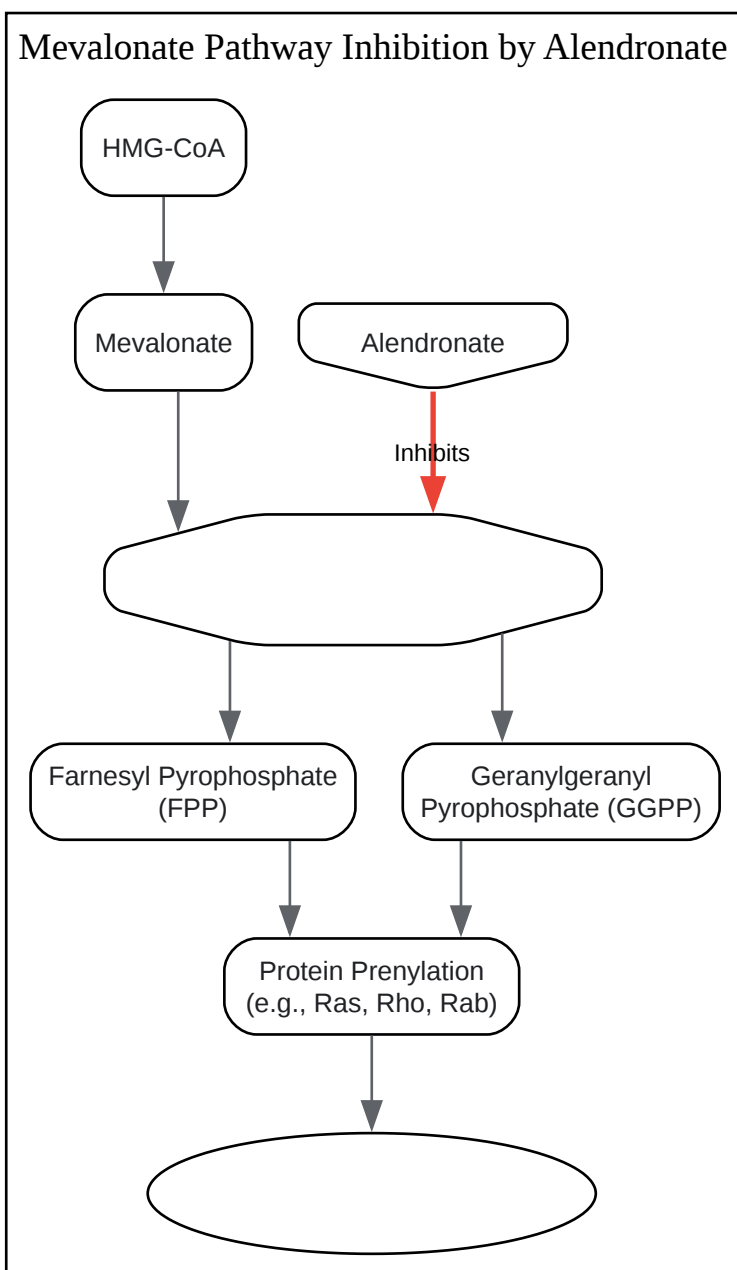 Mevalonate Pathway Inhibition by Alendronate
HMG-CoA
Mevalonate
Alendronate
Inhibits
Farnesyl Pyrophosphate
(FPP)
Geranylgeranyl
Pyrophosphate (GGPP)
Protein Prenylation
(e.g., Ras, Rho, Rab)